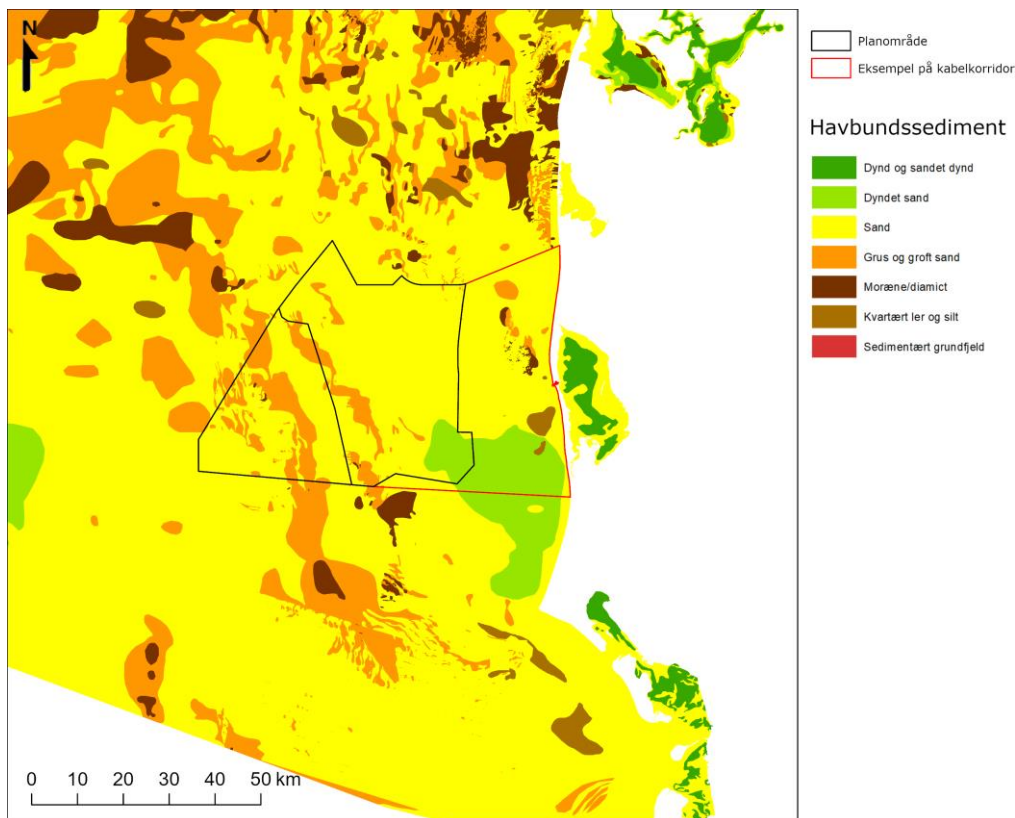 N
Planområde
Eksempel på kabelkorridor
Havbundssediment
Dynd og sandet dynd
Dyndet sand
Sand
Grus og groft sand
Moræne/diamict
Kvartært ler og silt
Sedimentært grundfjeld
0 10 20 30 40 50 km